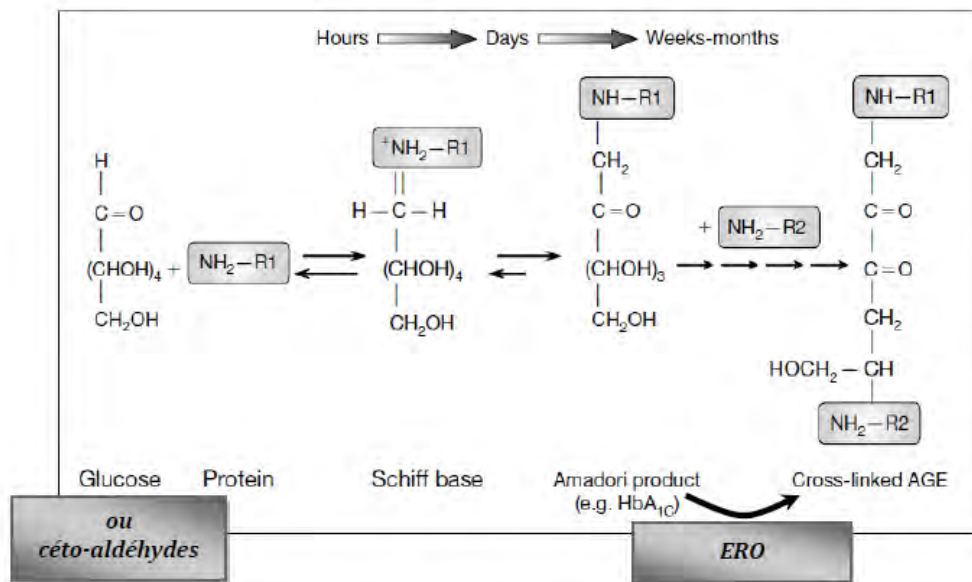 Hours Days Weeks-months
NH–R1
NH–R1
⁺NH₂–R1
H
CH₂
CH₂
C=O
H–C–H
C=O
+ NH₂–R2
C=O
(CHOH)₄ + NH₂–R1
(CHOH)₄
(CHOH)₃
C=O
CH₂OH
CH₂OH
CH₂OH
CH₂
HOCH₂–CH
NH₂–R2
Glucose Protein Schiff base Amadori product Cross-linked AGE
(e.g. HbA₁C)
ou
céto-aldéhydes
ERO